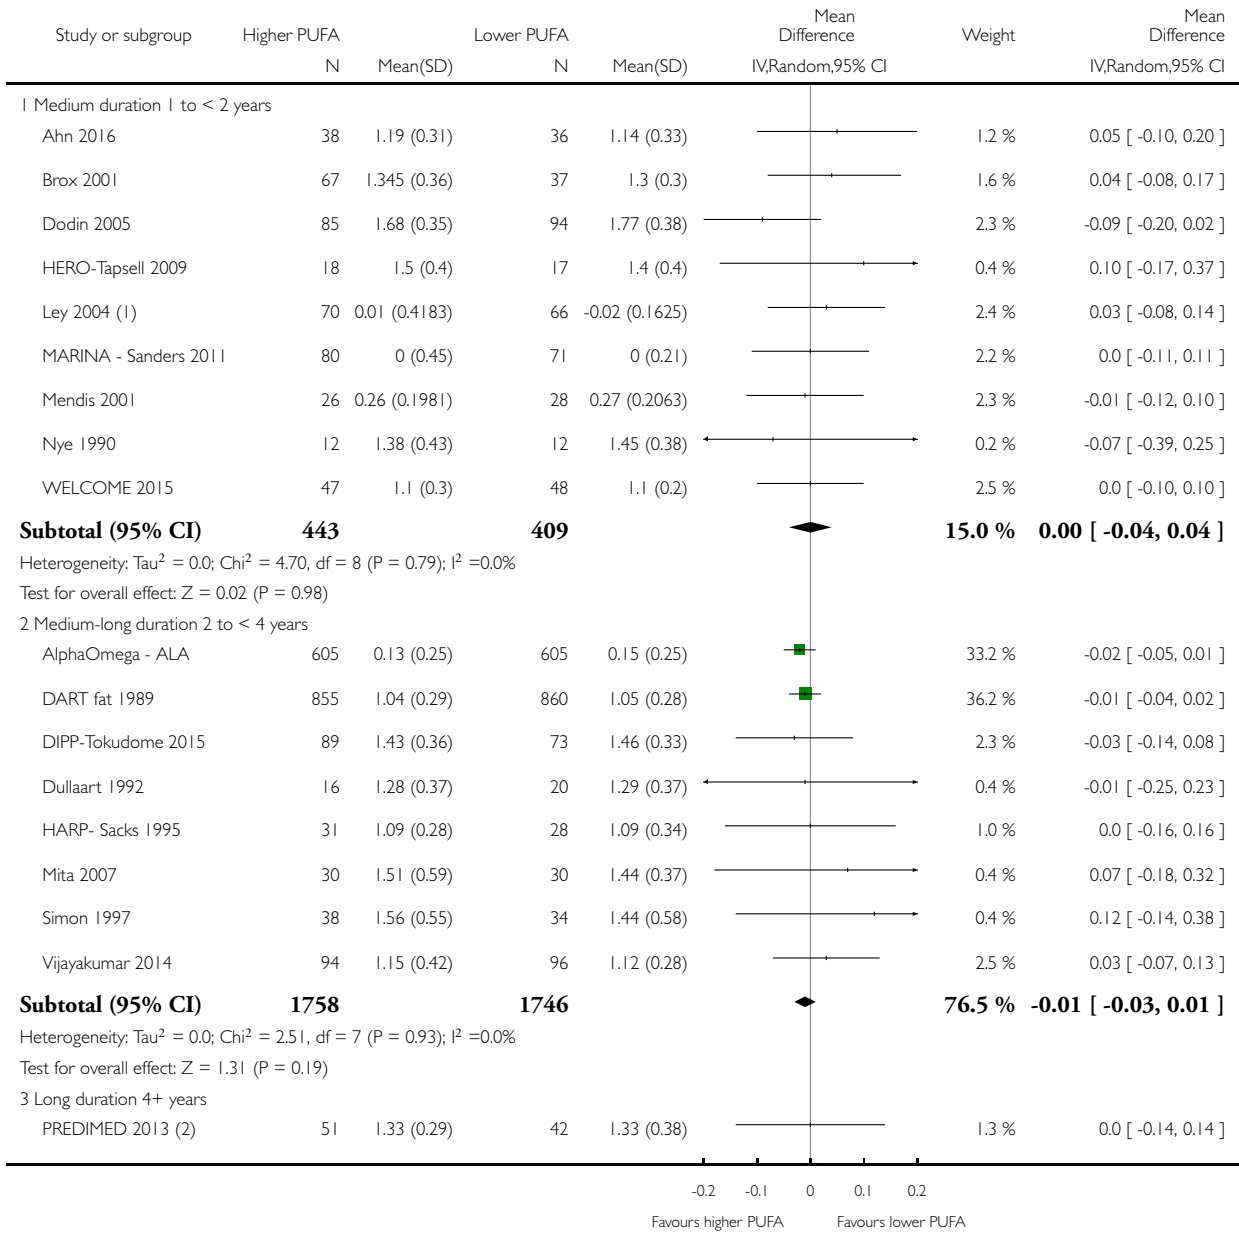 Study or subgroup Higher PUFA Lower PUFA Mean Difference Weight Mean Difference
N Mean(SD) N Mean(SD) IV,Random,95% CI IV,Random,95% CI
1 Medium duration 1 to < 2 years
Ahn 2016 38 1.19 (0.31) 36 1.14 (0.33) 1.2 % 0.05 [ -0.10, 0.20 ]
Brox 2001 67 1.345 (0.36) 37 1.3 (0.3) 1.6 % 0.04 [ -0.08, 0.17 ]
Dodin 2005 85 1.68 (0.35) 94 1.77 (0.38) 2.3 % -0.09 [ -0.20, 0.02 ]
HERO-Tapsell 2009 18 1.5 (0.4) 17 1.4 (0.4) 0.4 % 0.10 [ -0.17, 0.37 ]
Ley 2004 (1) 70 0.01 (0.4183) 66 -0.02 (0.1625) 2.4 % 0.03 [ -0.08, 0.14 ]
MARINA - Sanders 2011 80 0 (0.45) 71 0 (0.21) 2.2 % 0.0 [ -0.11, 0.11 ]
Mendis 2001 26 0.26 (0.1981) 28 0.27 (0.2063) 2.3 % -0.01 [ -0.12, 0.10 ]
Nye 1990 12 1.38 (0.43) 12 1.45 (0.38) 0.2 % -0.07 [ -0.39, 0.25 ]
WELCOME 2015 47 1.1 (0.3) 48 1.1 (0.2) 2.5 % 0.0 [ -0.10, 0.10 ]
Subtotal (95% CI) 443 409 15.0 % 0.00 [ -0.04, 0.04 ]
Heterogeneity: Tau² = 0.0; Chi² = 4.70, df = 8 (P = 0.79); I² =0.0%
Test for overall effect: Z = 0.02 (P = 0.98)
2 Medium-long duration 2 to < 4 years
AlphaOmega - ALA 605 0.13 (0.25) 605 0.15 (0.25) 33.2 % -0.02 [ -0.05, 0.01 ]
DART fat 1989 855 1.04 (0.29) 860 1.05 (0.28) 36.2 % -0.01 [ -0.04, 0.02 ]
DIPP-Tokudome 2015 89 1.43 (0.36) 73 1.46 (0.33) 2.3 % -0.03 [ -0.14, 0.08 ]
Dullaart 1992 16 1.28 (0.37) 20 1.29 (0.37) 0.4 % -0.01 [ -0.25, 0.23 ]
HARP- Sacks 1995 31 1.09 (0.28) 28 1.09 (0.34) 1.0 % 0.0 [ -0.16, 0.16 ]
Mita 2007 30 1.51 (0.59) 30 1.44 (0.37) 0.4 % 0.07 [ -0.18, 0.32 ]
Simon 1997 38 1.56 (0.55) 34 1.44 (0.58) 0.4 % 0.12 [ -0.14, 0.38 ]
Vijayakumar 2014 94 1.15 (0.42) 96 1.12 (0.28) 2.5 % 0.03 [ -0.07, 0.13 ]
Subtotal (95% CI) 1758 1746 76.5 % -0.01 [ -0.03, 0.01 ]
Heterogeneity: Tau² = 0.0; Chi² = 2.51, df = 7 (P = 0.93); I² =0.0%
Test for overall effect: Z = 1.31 (P = 0.19)
3 Long duration 4+ years
PREDIMED 2013 (2) 51 1.33 (0.29) 42 1.33 (0.38) 1.3 % 0.0 [ -0.14, 0.14 ]
-0.2 -0.1 0 0.1 0.2
Favours higher PUFA Favours lower PUFA